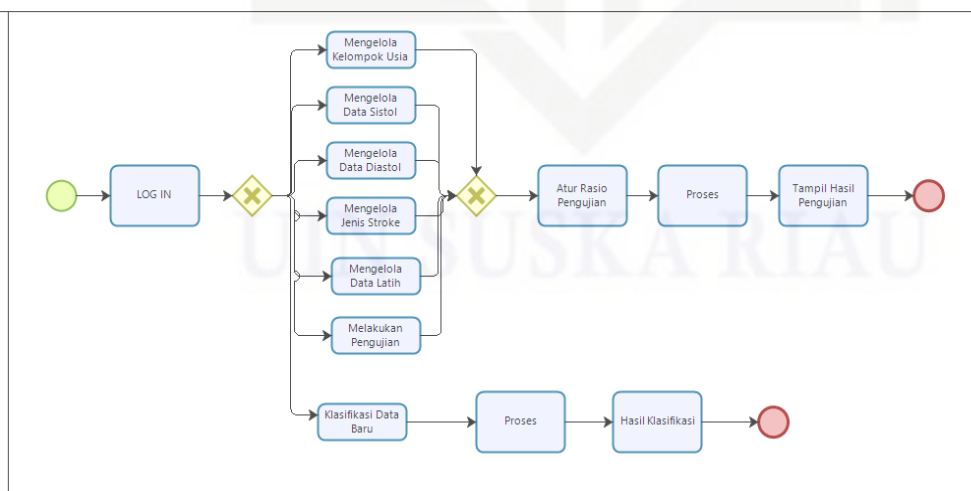 Mengelola
Kelompok Usia
Mengelola
Data Sistol
Mengelola
Data Diastol
LOG IN
Mengelola
Jenis Stroke
Atur Rasio
Pengujian
Proses
Tampil Hasil
Pengujian
UIN SUSKA RIAU
Mengelola
Data Latih
Melakukan
Pengujian
Klasifikasi Data
Baru
Proses
Hasil Klasifikasi